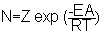 N=Z exp (-EA/RT)